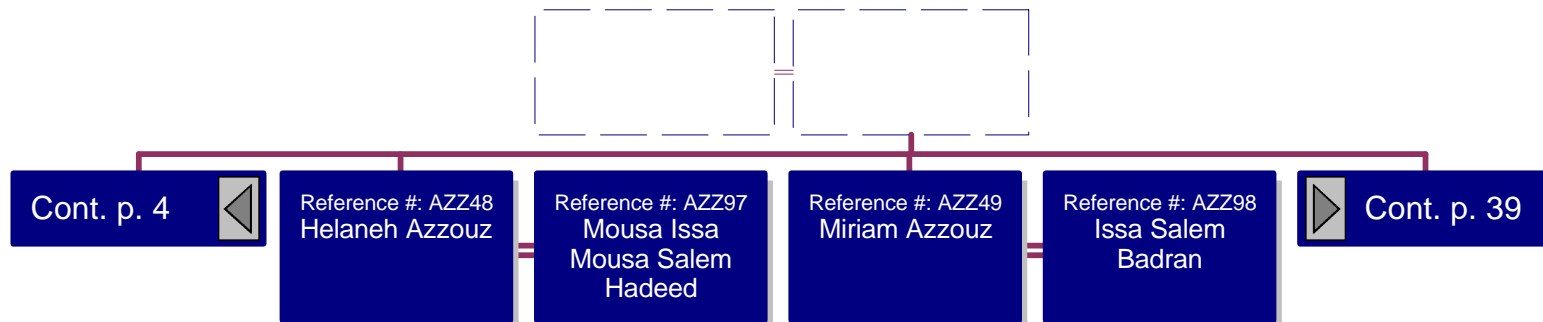 Cont. p. 4
Reference #: AZZ48
Helaneh Azzouz
Reference #: AZZ97
Mousa Issa
Mousa Salem
Hadeed
Reference #: AZZ49
Miriam Azzouz
Reference #: AZZ98
Issa Salem
Badran
Cont. p. 39